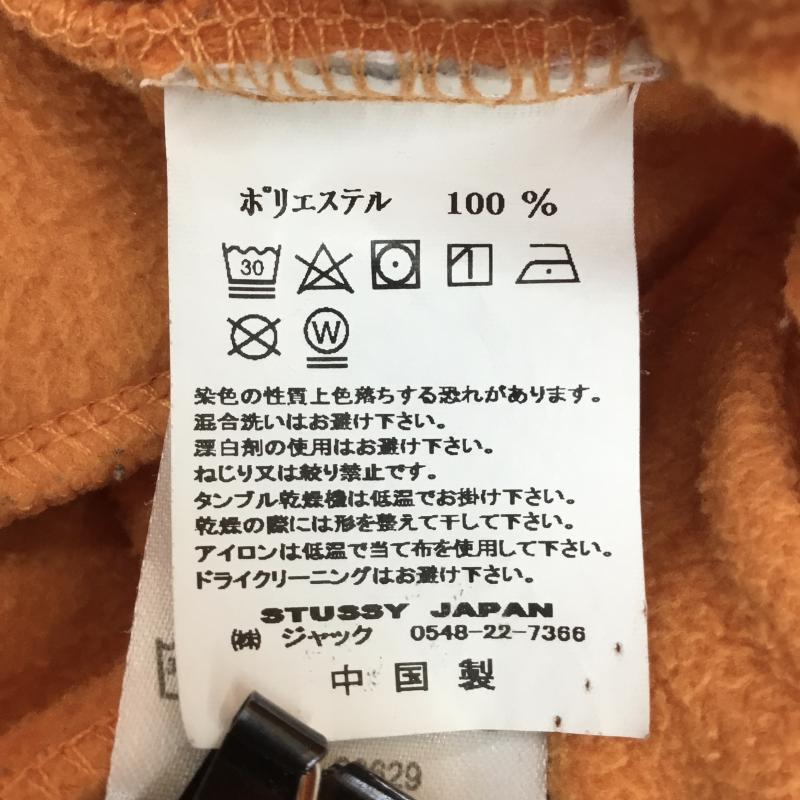 ポリエステル 100 %
30
W
染色の性質上色落ちする恐れがあります。
混合洗いはお避け下さい。
漂白剤の使用はお避け下さい。
ねじり又は絞り禁止です。
タンブル乾燥機は低温でお掛け下さい。
乾燥の際には形を整えて干して下さい。
アイロンは低温で当て布を使用して下さい。
ドライクリーニングはお避け下さい。
STUSSY JAPAN
㈱ ジャック 0548-22-7366
中国製